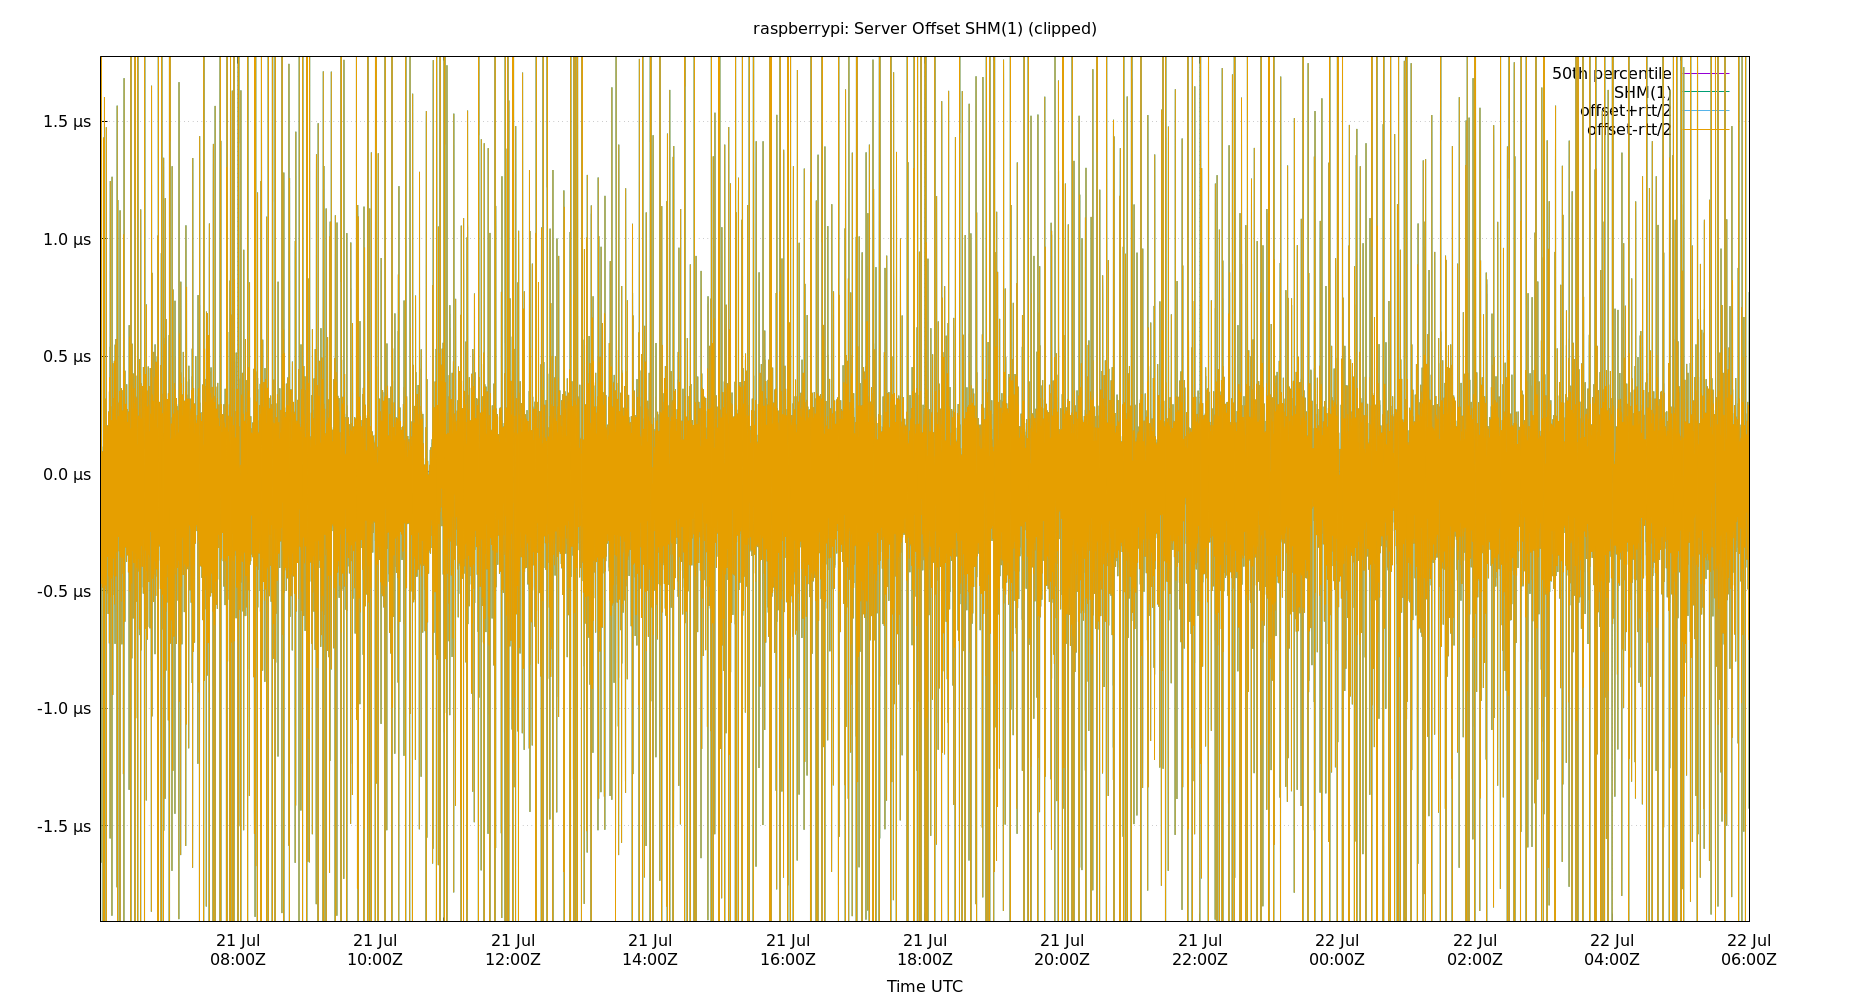 raspberrypi: Server Offset SHM(1) (clipped)
50th percentile
SHM(1)
offset+rtt/2
offset-rtt/2
1.5 µs
1.0 µs
0.5 µs
0.0 µs
-0.5 µs
-1.0 µs
-1.5 µs
21 Jul 21 Jul 21 Jul 21 Jul 21 Jul 21 Jul 21 Jul 21 Jul 22 Jul 22 Jul 22 Jul 22 Jul
08:00Z 10:00Z 12:00Z 14:00Z 16:00Z 18:00Z 20:00Z 22:00Z 00:00Z 02:00Z 04:00Z 06:00Z
Time UTC